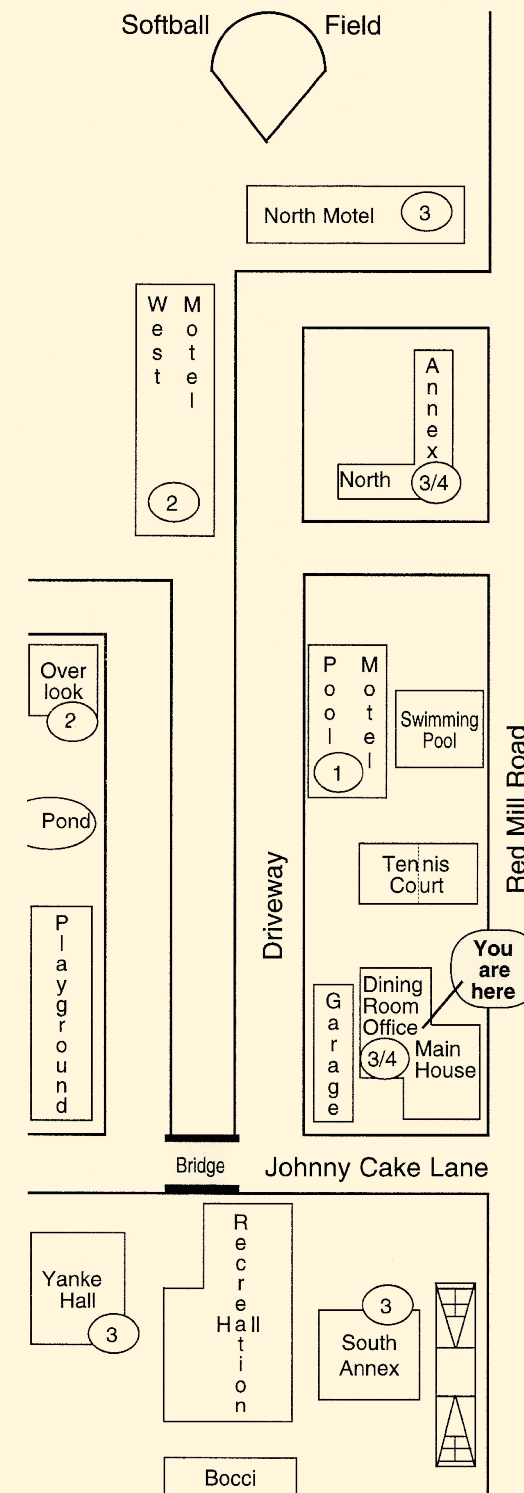 Softball Field
North Motel 3
West Motel
2
Annex
North 3/4
Over
look
2
Pool Motel
1
Swimming
Pool
Red Mill Road
Pond
Tennis
Court
Driveway
Playground
You
are
here
Garage
Dining
Room
Office
3/4
Main
House
Bridge
Johnny Cake Lane
Yanke
Hall
3
Recreation
Hall
3
South
Annex
Bocci